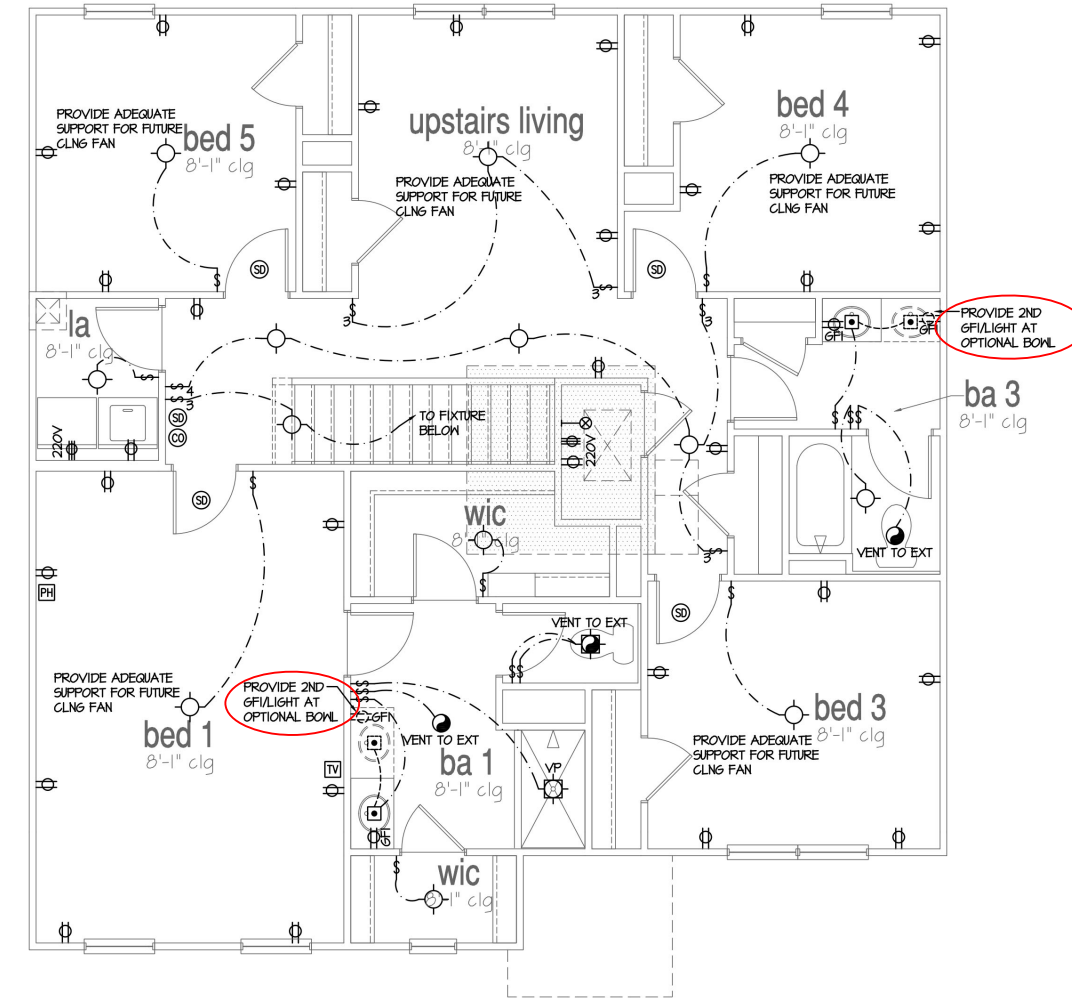 PROVIDE ADEQUATE
SUPPORT FOR FUTURE
CLNG FAN
bed 5
8'-1" clg
upstairs living
8'-1" clg
PROVIDE ADEQUATE
SUPPORT FOR FUTURE
CLNG FAN
bed 4
8'-1" clg
PROVIDE ADEQUATE
SUPPORT FOR FUTURE
CLNG FAN
SD
SD
$
$
3
$
3
$
la
8'-1" clg
$
$
4
$
3
SD
CO
220V
TO FIXTURE
BELOW
220V
$
3
GFI
GFI
PROVIDE 2ND
GFI/LIGHT AT
OPTIONAL BOWL
ba 3
8'-1" clg
$$$
VENT TO EXT
$
3
SD
$
wic
8'-1" clg
$
PH
PROVIDE ADEQUATE
SUPPORT FOR FUTURE
CLNG FAN
bed 1
8'-1" clg
PROVIDE 2ND
GFI/LIGHT AT
OPTIONAL BOWL
$
$
$
GFI
VENT TO EXT
$$
VENT TO EXT
ba 1
8'-1" clg
VP
TV
GFI
SD
$
bed 3
8'-1" clg
PROVIDE ADEQUATE
SUPPORT FOR FUTURE
CLNG FAN
$
wic
8'-1" clg